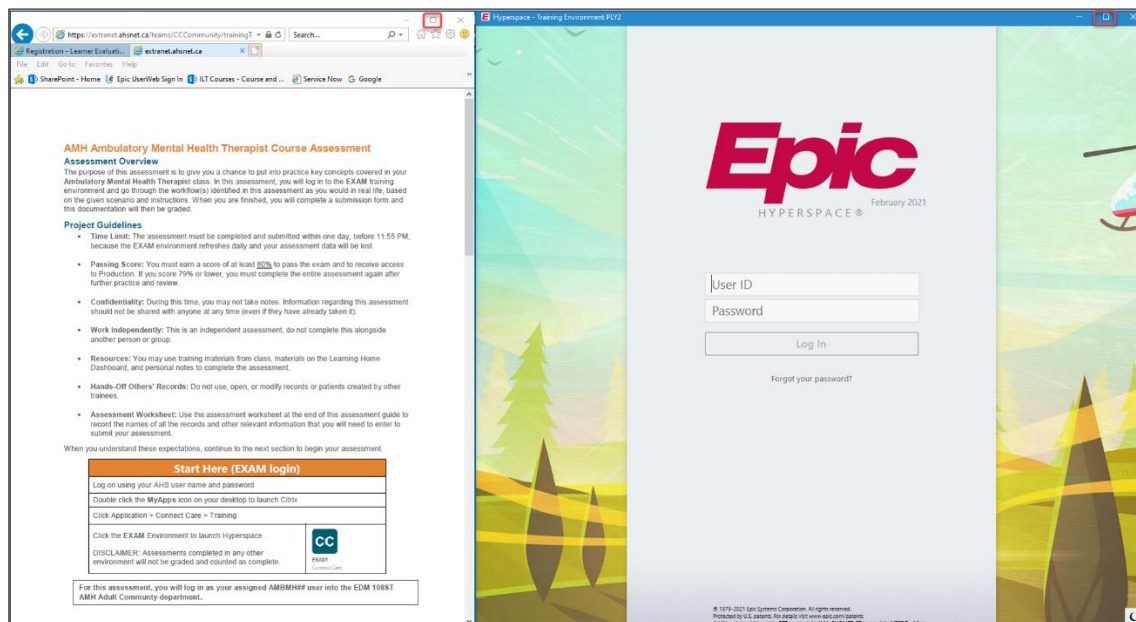 https://extranet.ahsnet.ca/teams/CCCommunity/trainingT
Search...
Registration - Learner Evaluati...
extranet.ahsnet.ca
File Edit Go to Favorites Help
SharePoint - Home Epic UserWeb Sign In ILT Courses - Course and ... Service Now Google
AMH Ambulatory Mental Health Therapist Course Assessment
Assessment Overview
The purpose of this assessment is to give you a chance to put into practice key concepts covered in your
Ambulatory Mental Health Therapist class. In this assessment, you will log in to the EXAM training
environment and go through the workflow(s) identified in this assessment as you would in real life, based
on the given scenario and instructions. When you are finished, you will complete a submission form and
this documentation will then be graded.
Project Guidelines
• Time Limit: The assessment must be completed and submitted within one day, before 11:55 PM,
because the EXAM environment refreshes daily and your assessment data will be lost.
• Passing Score: You must earn a score of at least 80% to pass the exam and to receive access
to Production. If you score 79% or lower, you must complete the entire assessment again after
further practice and review.
• Confidentiality: During this time, you may not take notes. Information regarding this assessment
should not be shared with anyone at any time (even if they have already taken it).
• Work Independently: This is an independent assessment, do not complete this alongside
another person or group.
• Resources: You may use training materials from class, materials on the Learning Home
Dashboard, and personal notes to complete the assessment.
• Hands-Off Others' Records: Do not use, open, or modify records or patients created by other
trainees.
• Assessment Worksheet: Use the assessment worksheet at the end of this assessment guide to
record the names of all the records and other relevant information that you will need to enter to
submit your assessment.
When you understand these expectations, continue to the next section to begin your assessment.
Start Here (EXAM login)
Log on using your AHS user name and password
Double click the MyApps icon on your desktop to launch Citrix
Click Application > Connect Care > Training
Click the EXAM Environment to launch Hyperspace
DISCLAIMER: Assessments completed in any other
environment will not be graded and counted as complete.
CC
EXAM
Connect Care
For this assessment, you will log in as your assigned AMBMH## user into the EDM 108ST
AMH Adult Community department.
Hyperspace - Training Environment PLY2
Epic
February 2021
HYPERSPACE®
User ID
Password
Log In
Forgot your password?
© 1979-2021 Epic Systems Corporation. All rights reserved.
Protected by U.S. patents. For details visit www.epic.com/patents